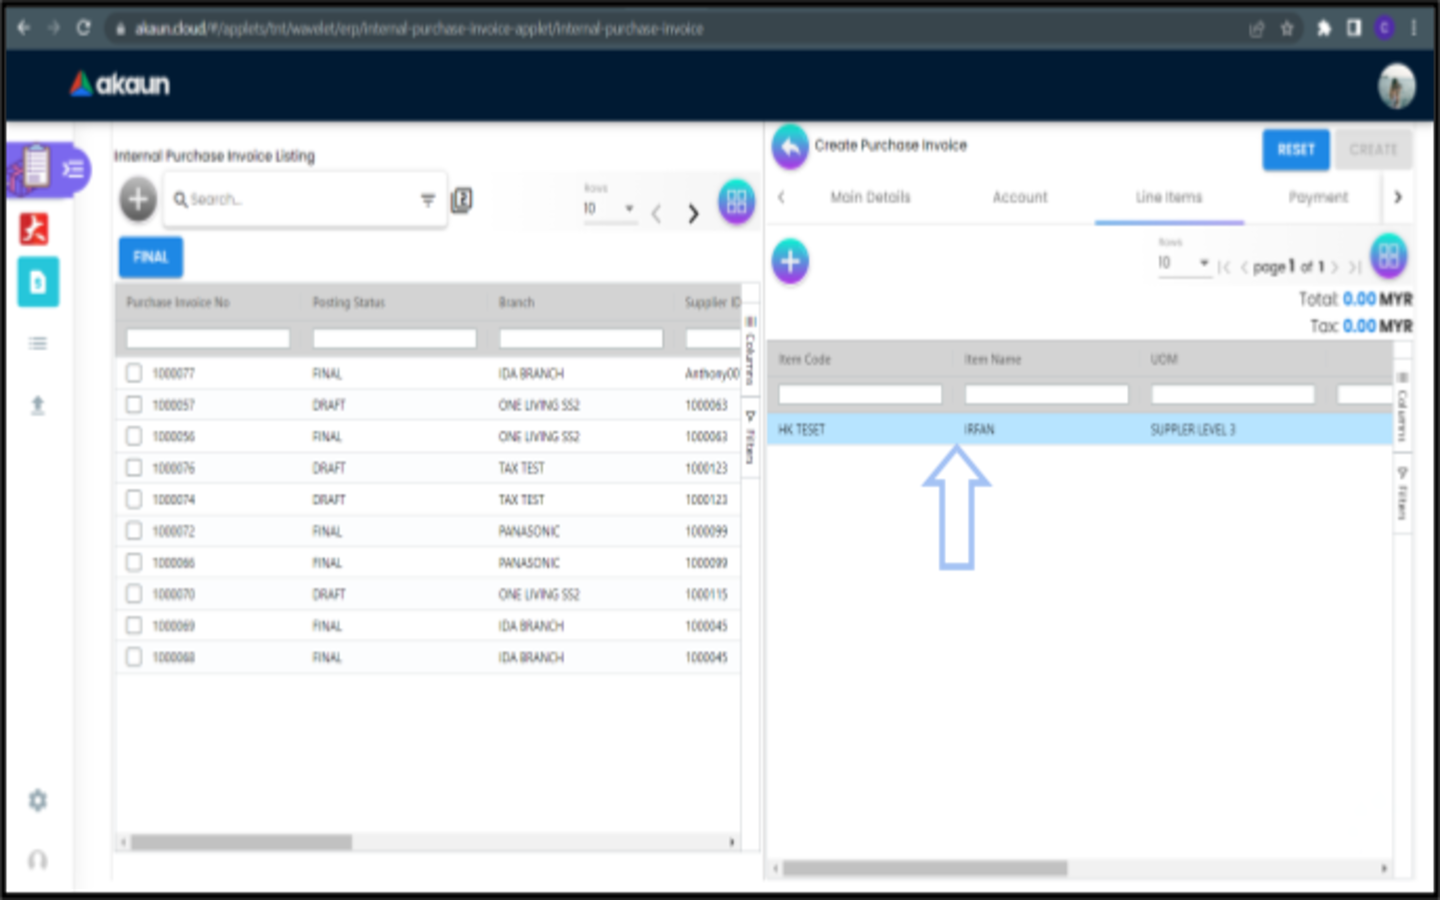 akaun.cloud/#/applets/tnt/wavelet/erp/internal-purchase-invoice-applet/internal-purchase-invoice
C
akaun
Internal Purchase Invoice Listing
Search...
2
Rows
10
FINAL
Purchase Invoice No Posting Status Branch Supplier ID
1000077 FINAL IDA BRANCH Anthony00
1000057 DRAFT ONE LIVING SS2 1000063
1000056 FINAL ONE LIVING SS2 1000063
1000076 DRAFT TAX TEST 1000123
1000074 DRAFT TAX TEST 1000123
1000072 FINAL PANASONIC 1000099
1000066 FINAL PANASONIC 1000099
1000070 DRAFT ONE LIVING SS2 1000115
1000069 FINAL IDA BRANCH 1000045
1000068 FINAL IDA BRANCH 1000045
Columns
Filters
Create Purchase Invoice
RESET CREATE
Main Details Account Line Items Payment
Rows
10
page 1 of 1
Total: 0.00 MYR
Tax: 0.00 MYR
Item Code Item Name UOM
HK TESET IRFAN SUPPLER LEVEL 3
Columns
Filters